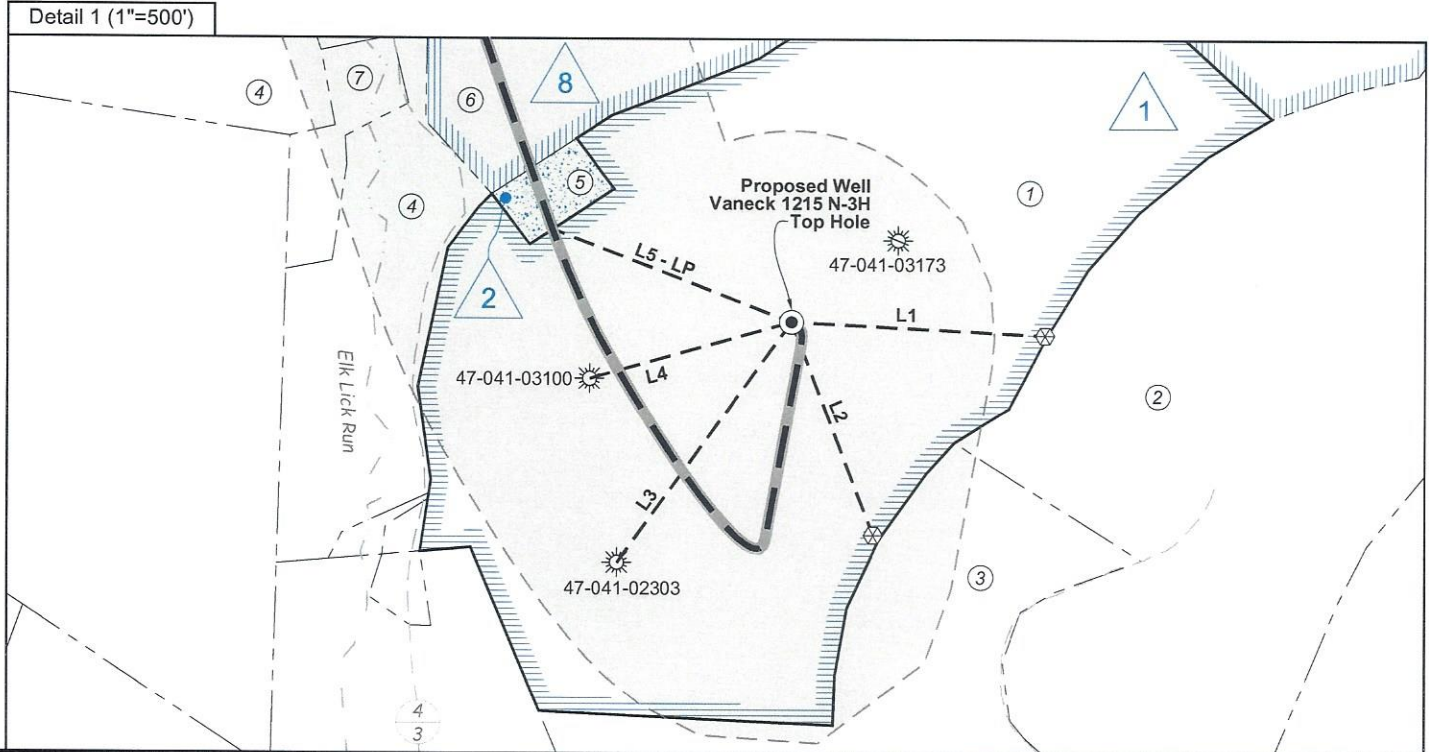 Detail 1 (1"=500')
4
7
6
8
1
5
1
4
Proposed Well
Vaneck 1215 N-3H
Top Hole
47-041-03173
L5 - LP
2
L1
Elk Lick Run
47-041-03100
L4
L2
2
L3
47-041-02303
3
4
3